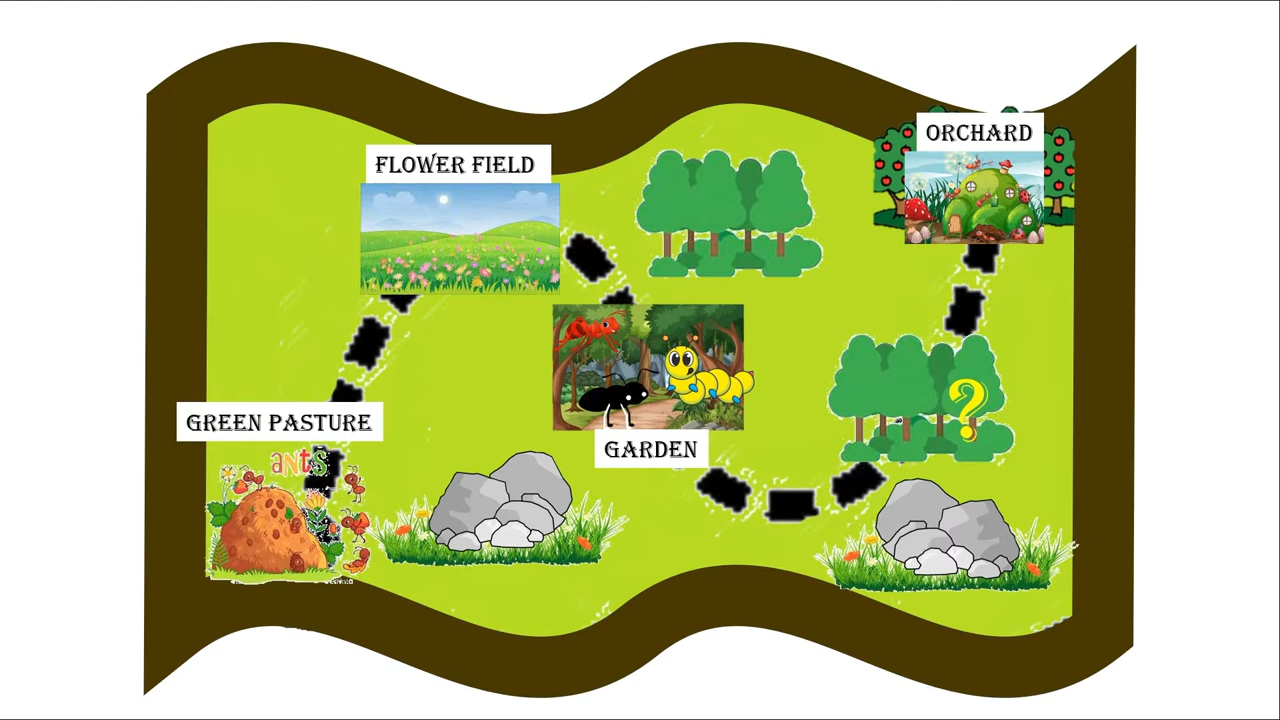 FLOWER FIELD
ORCHARD
GREEN PASTURE
ants
GARDEN
?